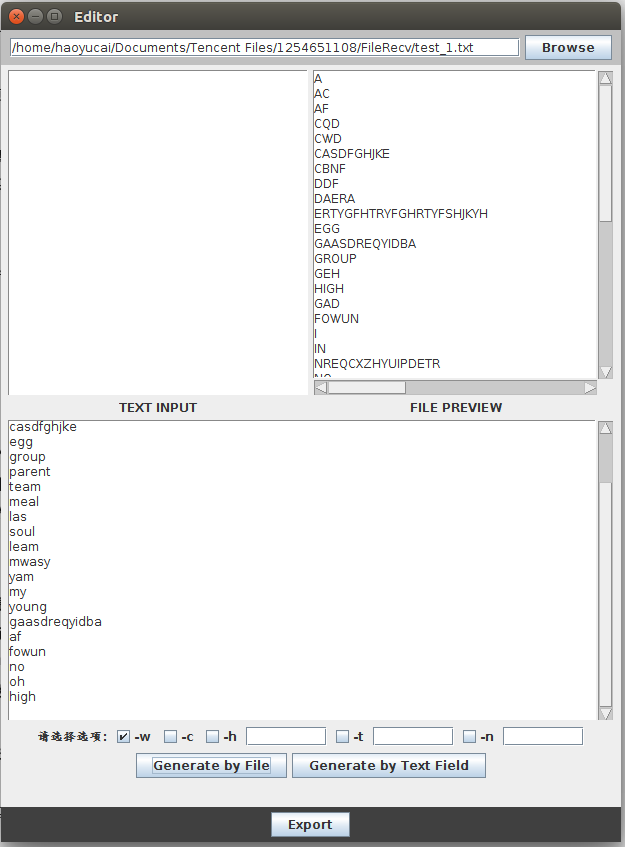 Editor
/home/haoyucai/Documents/Tencent Files/1254651108/FileRecv/test_1.txt
Browse
A
AC
AF
CQD
CWD
CASDFGHJKE
CBNF
DDF
DAERA
ERTYGFHTRYFGHRTYFSHJKYH
EGG
GAASDREQYIDBA
GROUP
GEH
HIGH
GAD
FOWUN
I
IN
NREQCXZHYUIPDETR
TEXT INPUT
FILE PREVIEW
casdfghjke
egg
group
parent
team
meal
las
soul
leam
mwasy
yam
my
young
gaasdreqyidba
af
fowun
no
oh
high
请选择选项: -w -c -h -t -n
Generate by File
Generate by Text Field
Export